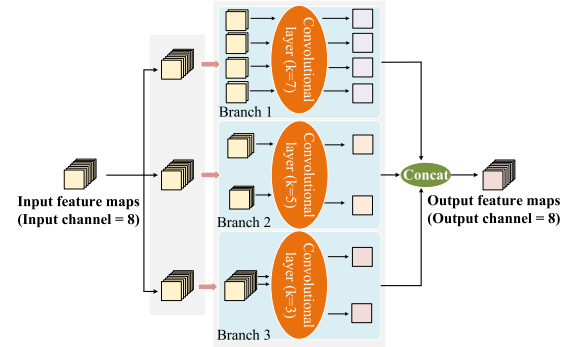 Convolutional
layer (k=7)
Branch 1
Convolutional
layer (k=5)
Branch 2
Concat
Input feature maps
(Input channel = 8)
Output feature maps
(Output channel = 8)
Convolutional
layer (k=3)
Branch 3